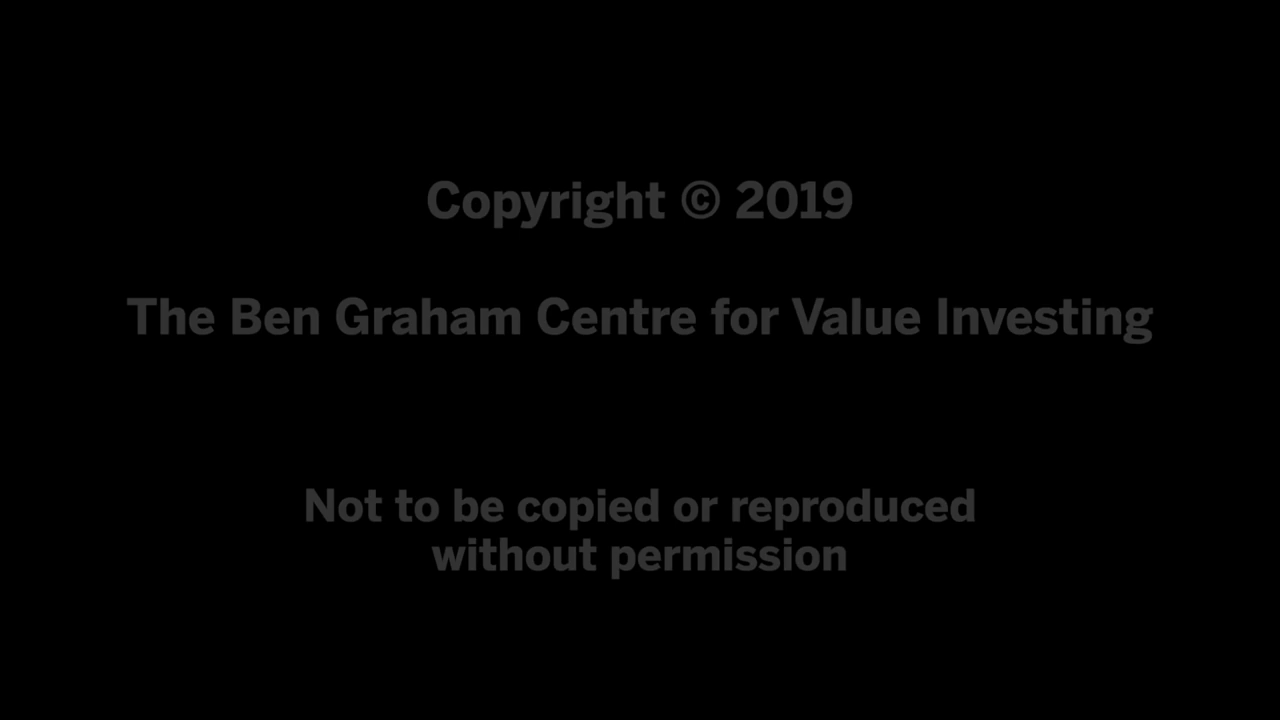 Copyright © 2019
The Ben Graham Centre for Value Investing
Not to be copied or reproduced
without permission